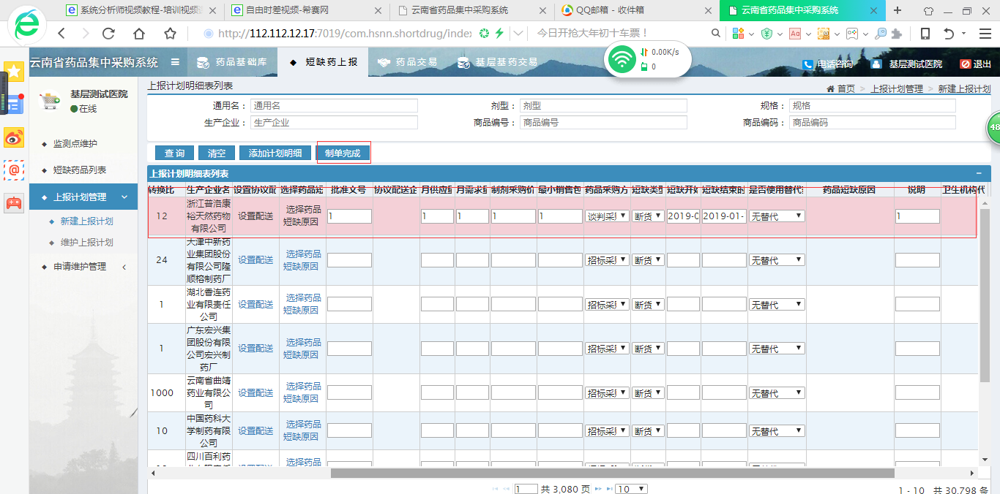 系统分析师视频教程-培训视频
自由时差视频-希赛网
云南省药品集中采购系统
QQ邮箱 - 收件箱
云南省药品集中采购系统
http://112.112.12.17:7019/com.hsnn.shortdrug/index
今日开抢大年初十车票！
0.00K/s
0
云南省药品集中采购系统
药品基础库
短缺药上报
药品交易
基层基药交易
电话咨询
基层测试医院
退出
基层测试医院
在线
监测点维护
短缺药品列表
上报计划管理
新建上报计划
维护上报计划
申请维护管理
48
上报计划明细表列表
首页 > 上报计划管理 > 新建上报计划
通用名： 通用名 剂型： 剂型 规格： 规格
生产企业： 生产企业 商品编号： 商品编号 商品编码： 商品编码
查 询 清空 添加计划明细 制单完成
上报计划明细表列表
转换比 生产企业名 设置协议配 选择药品短 批准文号 协议配送企 月供应量 月需求量 制剂采购价 最小销售包 药品采购方 短缺类型 短缺开始 短缺结束时 是否使用替代 药品短缺原因 说明 卫生机构代
12 浙江普洛康裕天然药物有限公司 设置配送 选择药品短缺原因 1 1 1 1 1 谈判采购 断货 2019-0 2019-01- 无替代 1
24 天津中新药业集团股份有限公司隆顺榕制药厂 设置配送 选择药品短缺原因 招标采购 断货 无替代
1 湖北香连药业有限责任公司 设置配送 选择药品短缺原因 招标采购 断货 无替代
1 广东宏兴集团股份有限公司宏兴制药厂 设置配送 选择药品短缺原因 招标采购 断货 无替代
1000 云南省曲靖药业有限公司 设置配送 选择药品短缺原因 招标采购 断货 无替代
10 中国药科大学制药有限公司 设置配送 选择药品短缺原因 招标采购 断货 无替代
四川百利药 选择药品
1 共 3,080 页 10
1 - 10 共 30,798 条